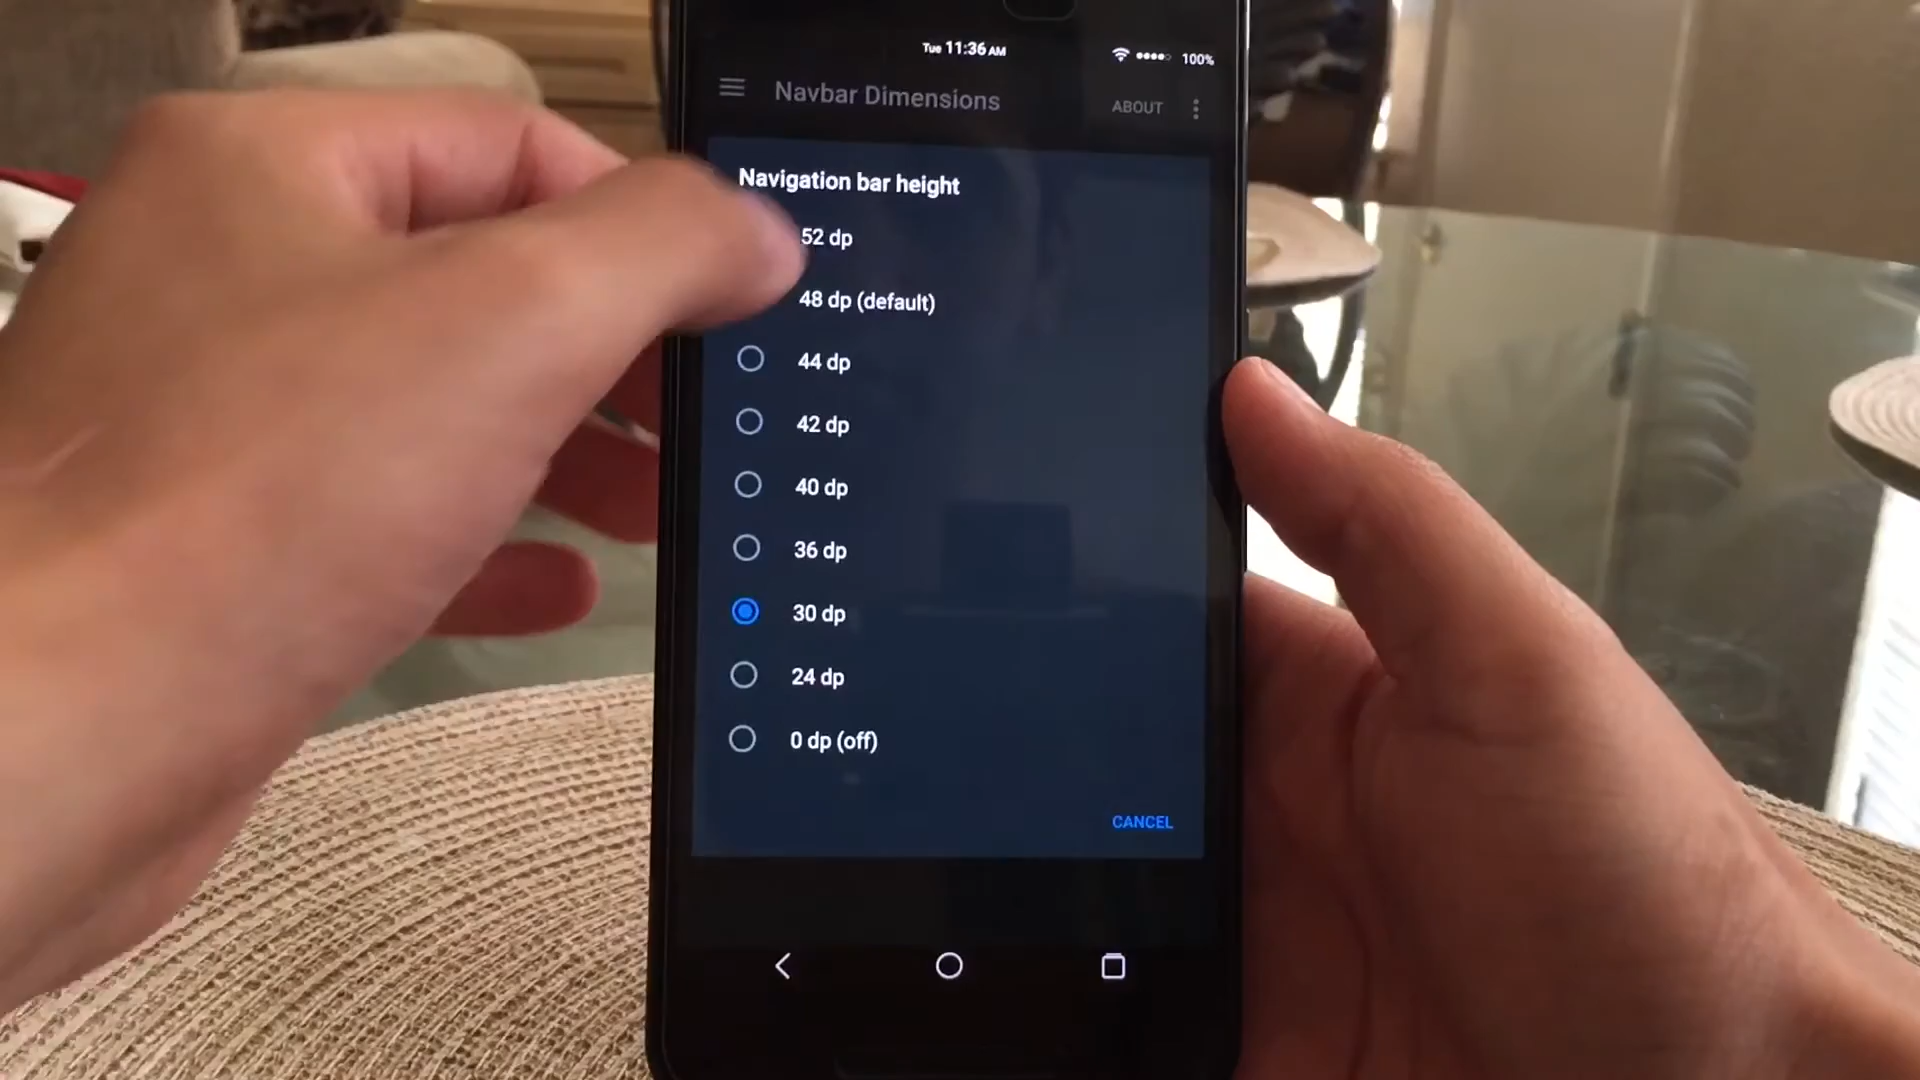 Tue 11:36 AM 100%
Navbar Dimensions ABOUT
Navigation bar height
52 dp
48 dp (default)
44 dp
42 dp
40 dp
36 dp
30 dp
24 dp
0 dp (off)
CANCEL